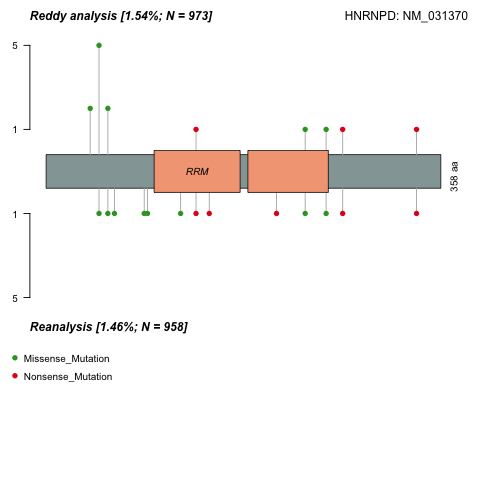 Reddy analysis [1.54%; N = 973]
HNRNPD: NM_031370
5
1
RRM
358 aa
1
5
Reanalysis [1.46%; N = 958]
Missense_Mutation
Nonsense_Mutation